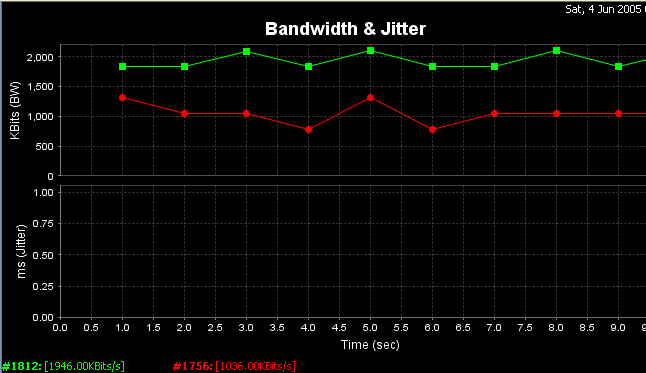 Sat, 4 Jun 2005
Bandwidth & Jitter
KBits (BW)
2,000
1,500
1,000
500
0
ms (Jitter)
1.00
0.75
0.50
0.25
0.00
0.0 0.5 1.0 1.5 2.0 2.5 3.0 3.5 4.0 4.5 5.0 5.5 6.0 6.5 7.0 7.5 8.0 8.5 9.0
Time (sec)
#1812: [1946.00KBits/s] #1756: [1036.00KBits/s]